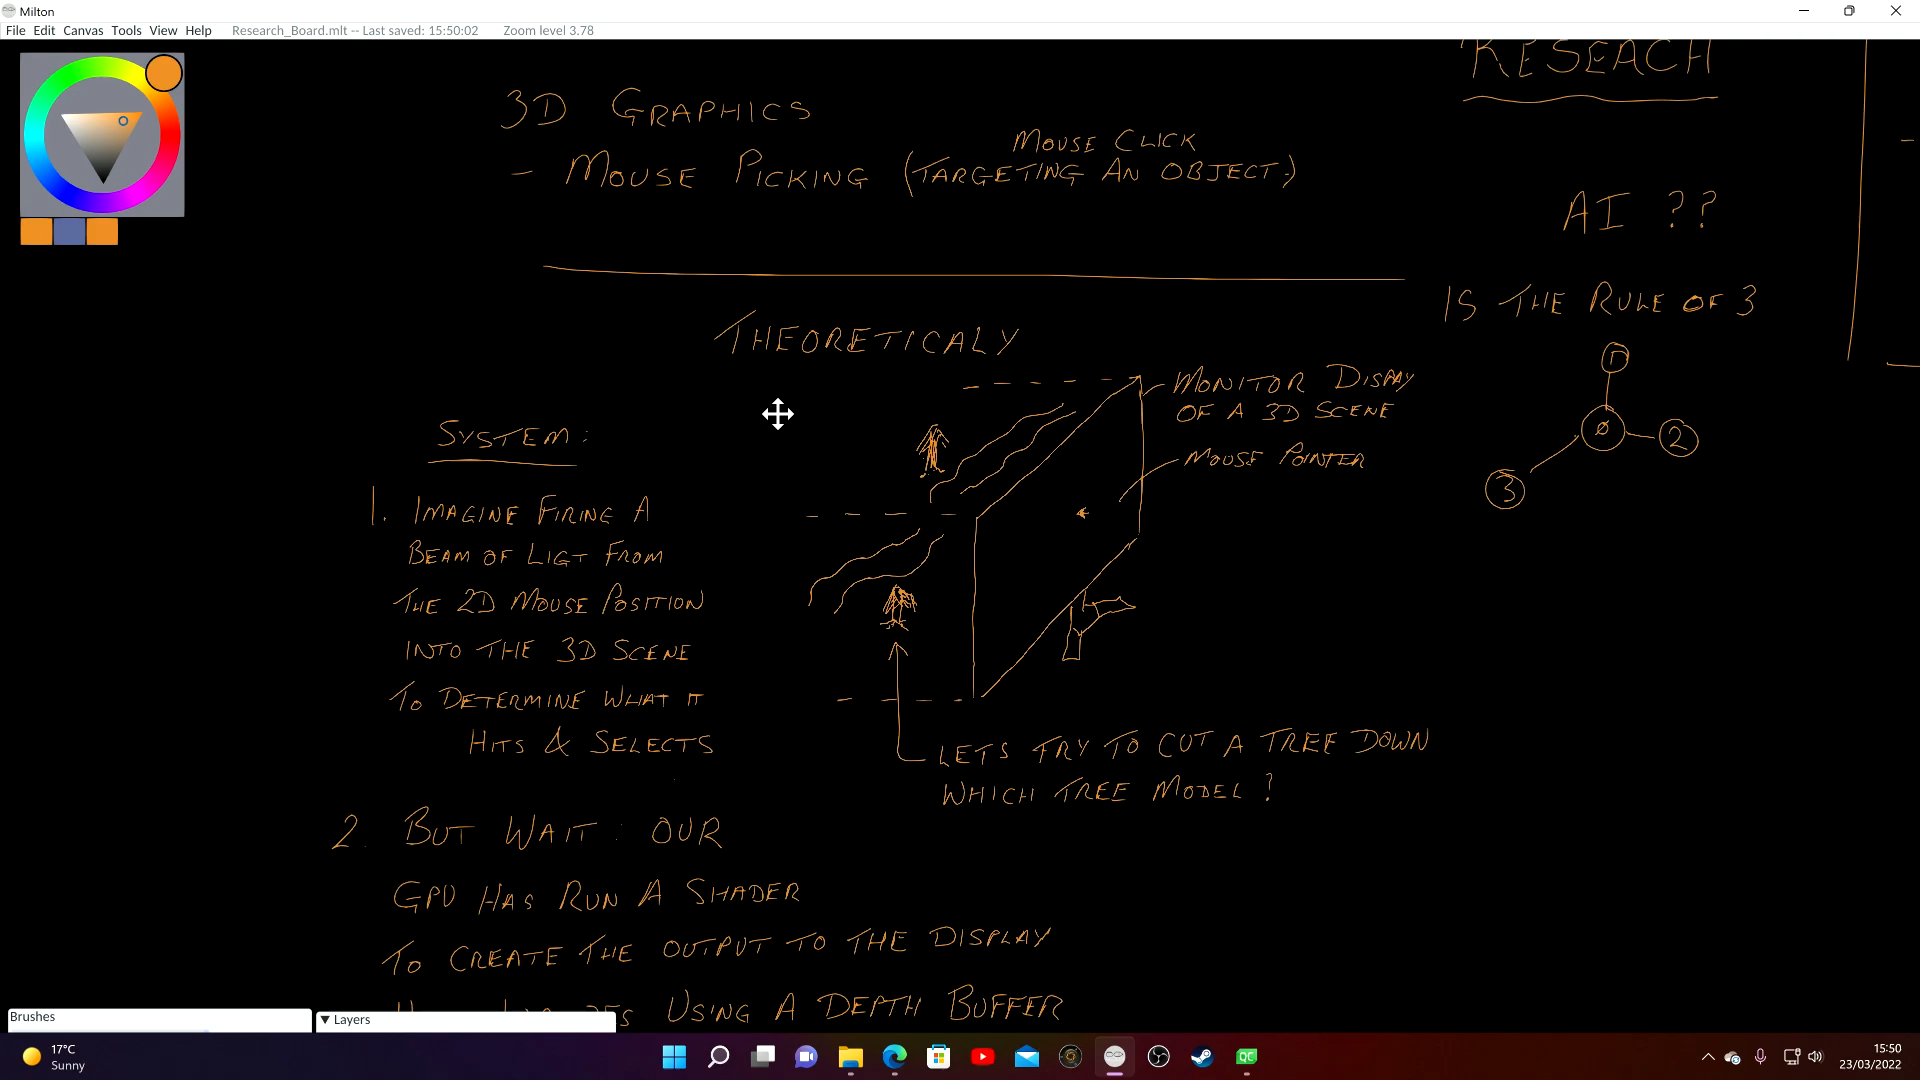 Milton
File Edit Canvas Tools View Help Research_Board.mlt -- Last saved: 15:50:02 Zoom level 3.78
RESEACH
3D GRAPHICS
MOUSE CLICK
- MOUSE PICKING (TARGETING AN OBJECT.)
AI ??
IS THE RULE OF 3
1
0
2
3
THEORETICALY
MONITOR DISPAY
OF A 3D SCENE
MOUSE POINTER
SYSTEM:
1. IMAGINE FIRING A
BEAM OF LIGT FROM
THE 2D MOUSE POSITION
INTO THE 3D SCENE
TO DETERMINE WHAT IT
HITS & SELECTS
LETS TRY TO CUT A TREE DOWN
WHICH TREE MODEL?
2. BUT WAIT: OUR
GPU HAS RUN A SHADER
TO CREATE THE OUTPUT TO THE DISPLAY
USING A DEPTH BUFFER
Brushes
Layers
17°C
Sunny
QC
15:50
23/03/2022